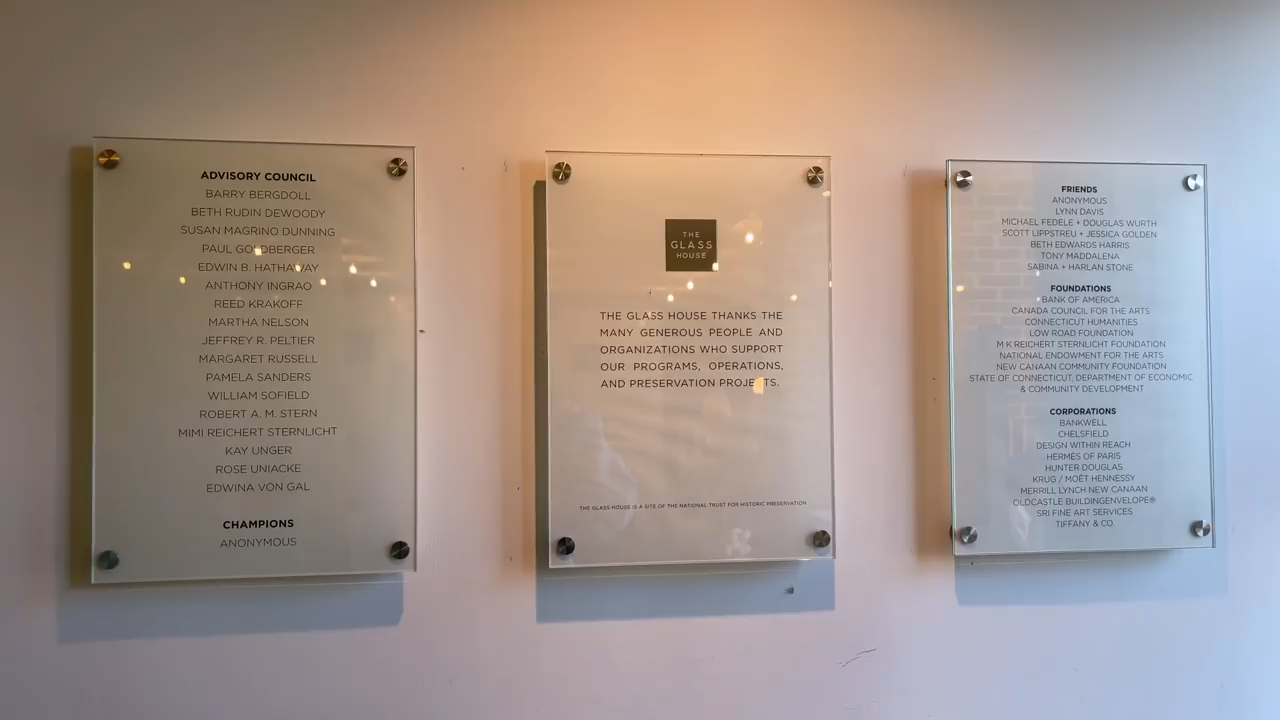 ADVISORY COUNCIL
BARRY BERGDOLL
BETH RUDIN DEWOODY
SUSAN MAGRINO DUNNING
PAUL GOLDBERGER
EDWIN B. HATHAWAY
ANTHONY INGRAO
REED KRAKOFF
MARTHA NELSON
JEFFREY R. PELTIER
MARGARET RUSSELL
PAMELA SANDERS
WILLIAM SOFIELD
ROBERT A. M. STERN
MIMI REICHERT STERNLICHT
KAY UNGER
ROSE UNIACKE
EDWINA VON GAL
CHAMPIONS
ANONYMOUS
THE
GLASS
HOUSE
THE GLASS HOUSE THANKS THE
MANY GENEROUS PEOPLE AND
ORGANIZATIONS WHO SUPPORT
OUR PROGRAMS, OPERATIONS,
AND PRESERVATION PROJECTS.
THE GLASS HOUSE IS A SITE OF THE NATIONAL TRUST FOR HISTORIC PRESERVATION
FRIENDS
ANONYMOUS
LYNN DAVIS
MICHAEL FEDELE + DOUGLAS WURTH
SCOTT LIPPSTREU + JESSICA GOLDEN
BETH EDWARDS HARRIS
TONY MADDALENA
SABINA + HARLAN STONE
FOUNDATIONS
BANK OF AMERICA
CANADA COUNCIL FOR THE ARTS
CONNECTICUT HUMANITIES
LOW ROAD FOUNDATION
M K REICHERT STERNLICHT FOUNDATION
NATIONAL ENDOWMENT FOR THE ARTS
NEW CANAAN COMMUNITY FOUNDATION
STATE OF CONNECTICUT, DEPARTMENT OF ECONOMIC
& COMMUNITY DEVELOPMENT
CORPORATIONS
BANKWELL
CHELSFIELD
DESIGN WITHIN REACH
HERMÈS OF PARIS
HUNTER DOUGLAS
KRUG / MOËT HENNESSY
MERRILL LYNCH NEW CANAAN
OLDCASTLE BUILDINGENVELOPE®
SRI FINE ART SERVICES
TIFFANY & CO.